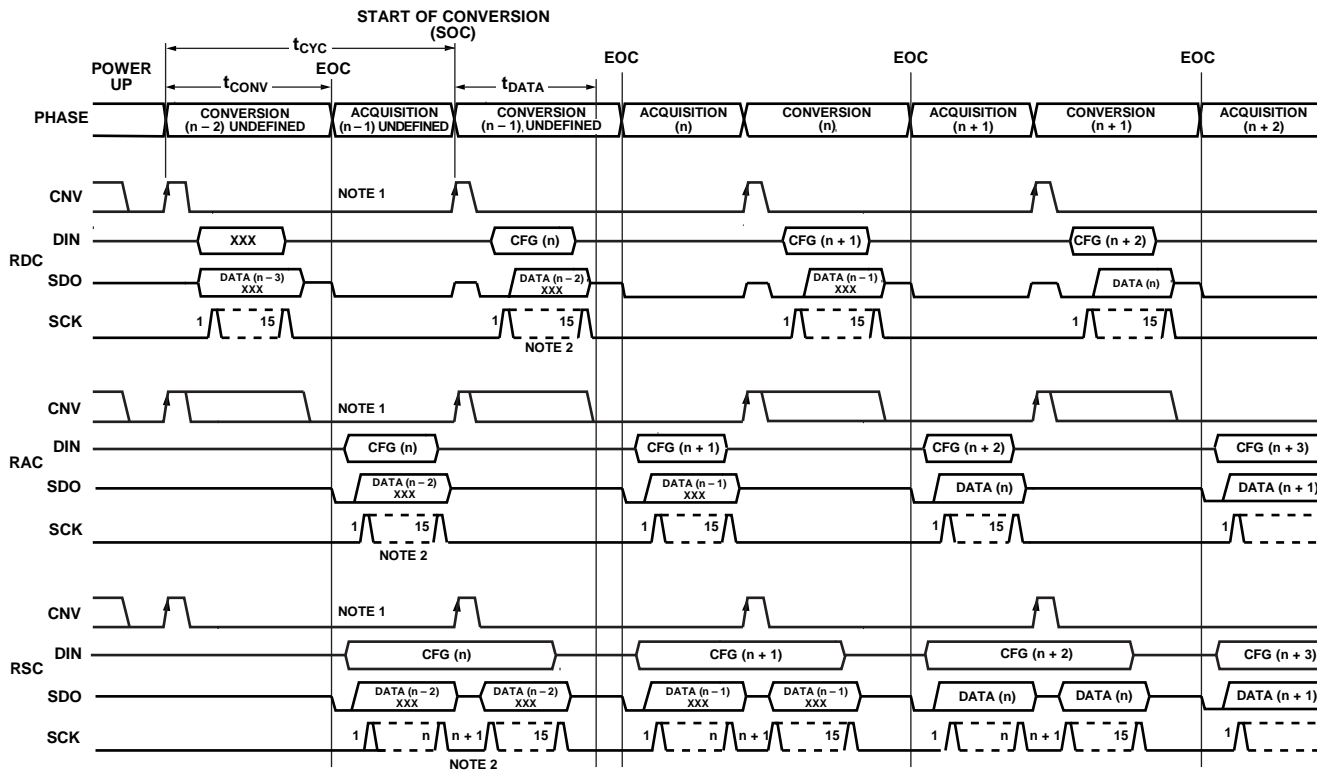 START OF CONVERSION
(SOC)
tCYC
POWER
UP
tCONV
EOC
tDATA
EOC
EOC
EOC
PHASE
CONVERSION
(n – 2) UNDEFINED
ACQUISITION
(n – 1) UNDEFINED
CONVERSION
(n – 1) UNDEFINED
ACQUISITION
(n)
CONVERSION
(n)
ACQUISITION
(n + 1)
CONVERSION
(n + 1)
ACQUISITION
(n + 2)
CNV
NOTE 1
RDC
DIN
XXX
CFG (n)
CFG (n + 1)
CFG (n + 2)
SDO
DATA (n – 3)
XXX
DATA (n – 2)
XXX
DATA (n – 1)
XXX
DATA (n)
SCK
1 15
1 15
1 15
1 15
NOTE 2
CNV
NOTE 1
RAC
DIN
CFG (n)
CFG (n + 1)
CFG (n + 2)
CFG (n + 3)
SDO
DATA (n – 2)
XXX
DATA (n – 1)
XXX
DATA (n)
DATA (n + 1)
SCK
1 15
1 15
1 15
1
NOTE 2
CNV
NOTE 1
RSC
DIN
CFG (n)
CFG (n + 1)
CFG (n + 2)
CFG (n + 3)
SDO
DATA (n – 2)
XXX
DATA (n – 2)
XXX
DATA (n – 1)
XXX
DATA (n – 1)
XXX
DATA (n)
DATA (n)
DATA (n + 1)
SCK
1 n n + 1 15
1 n n + 1 15
1 n n + 1 15
1
NOTE 2